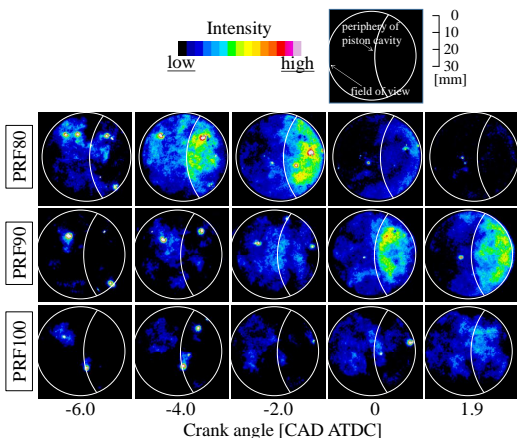 Intensity
low
high
periphery of
piston cavity
field of view
0
10
20
30
[mm]
PRF80
PRF90
PRF100
-6.0
-4.0
-2.0
0
1.9
Crank angle [CAD ATDC]